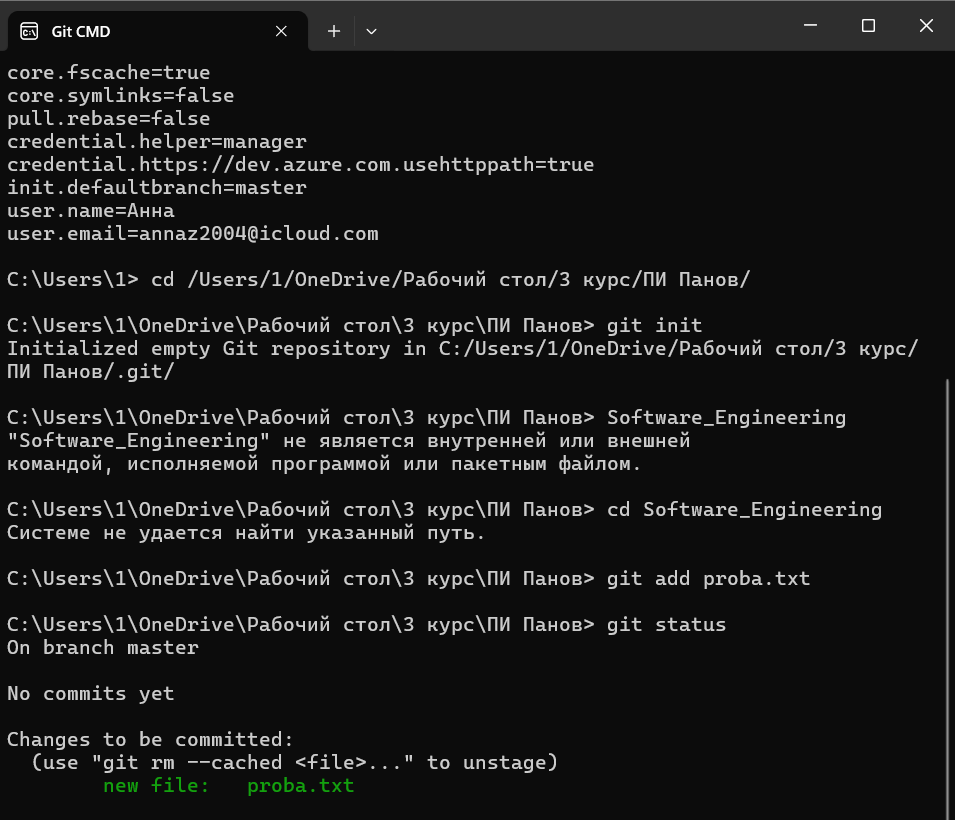 Git CMD
core.fscache=true
core.symlinks=false
pull.rebase=false
credential.helper=manager
credential.https://dev.azure.com.usehttppath=true
init.defaultbranch=master
user.name=Анна
user.email=annaz2004@icloud.com
C:\Users\1> cd /Users/1/OneDrive/Рабочий стол/3 курс/ПИ Панов/
C:\Users\1\OneDrive\Рабочий стол\3 курс\ПИ Панов> git init
Initialized empty Git repository in C:/Users/1/OneDrive/Рабочий стол/3 курс/
ПИ Панов/.git/
C:\Users\1\OneDrive\Рабочий стол\3 курс\ПИ Панов> Software_Engineering
"Software_Engineering" не является внутренней или внешней
командой, исполняемой программой или пакетным файлом.
C:\Users\1\OneDrive\Рабочий стол\3 курс\ПИ Панов> cd Software_Engineering
Системе не удается найти указанный путь.
C:\Users\1\OneDrive\Рабочий стол\3 курс\ПИ Панов> git add proba.txt
C:\Users\1\OneDrive\Рабочий стол\3 курс\ПИ Панов> git status
On branch master
No commits yet
Changes to be committed:
  (use "git rm --cached <file>..." to unstage)
        new file:   proba.txt